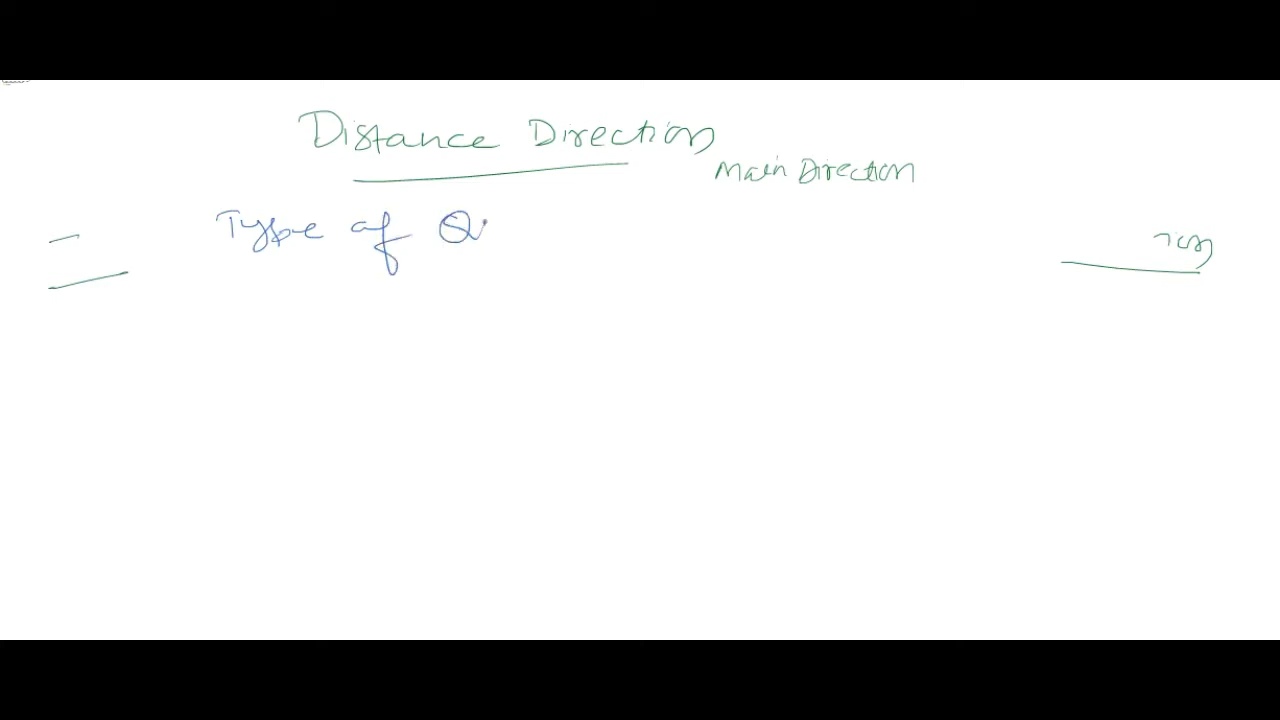 Distance Direction
Main Direction
Type of Q